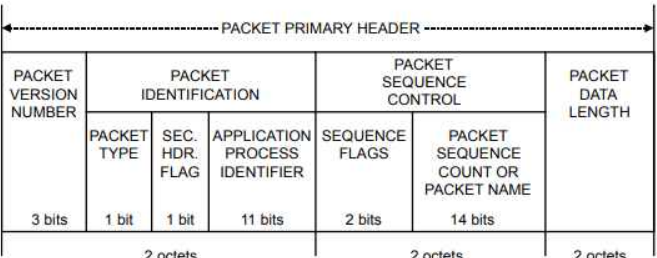 PACKET PRIMARY HEADER
PACKET VERSION NUMBER
PACKET IDENTIFICATION
PACKET SEQUENCE CONTROL
PACKET DATA LENGTH
PACKET TYPE
SEC. HDR. FLAG
APPLICATION PROCESS IDENTIFIER
SEQUENCE FLAGS
PACKET SEQUENCE COUNT OR PACKET NAME
3 bits
1 bit
1 bit
11 bits
2 bits
14 bits
2 octets
2 octets
2 octets